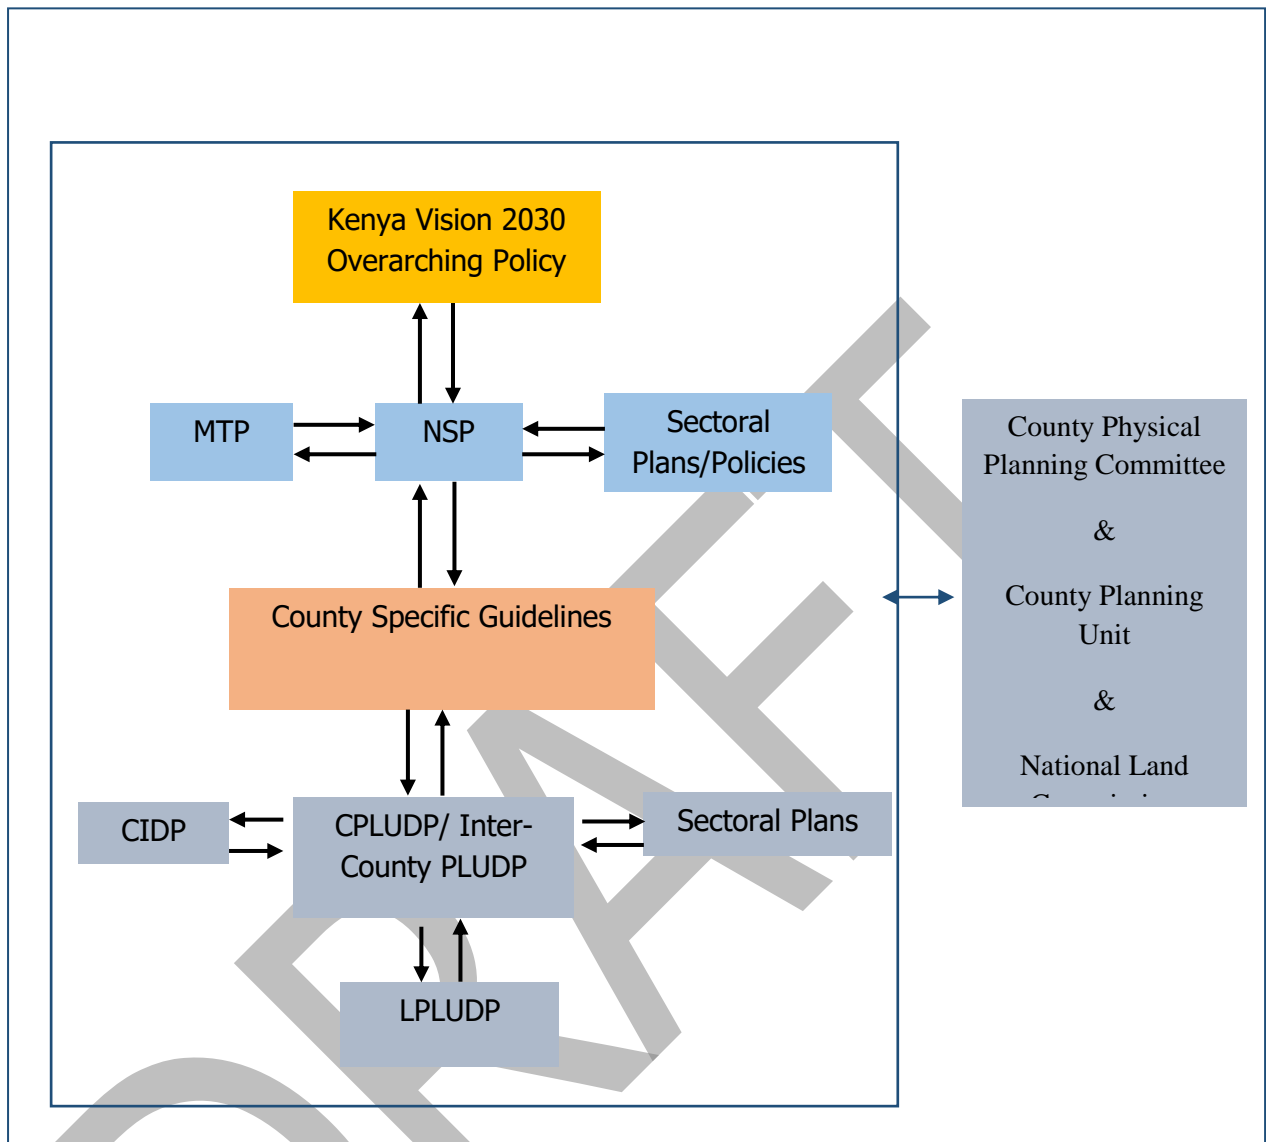 Kenya Vision 2030
Overarching Policy
MTP
NSP
Sectoral
Plans/Policies
County Specific Guidelines
CIDP
CPLUDP/ Inter-
County PLUDP
Sectoral Plans
LPLUDP
County Physical
Planning Committee
&
County Planning
Unit
&
National Land
DRAFT